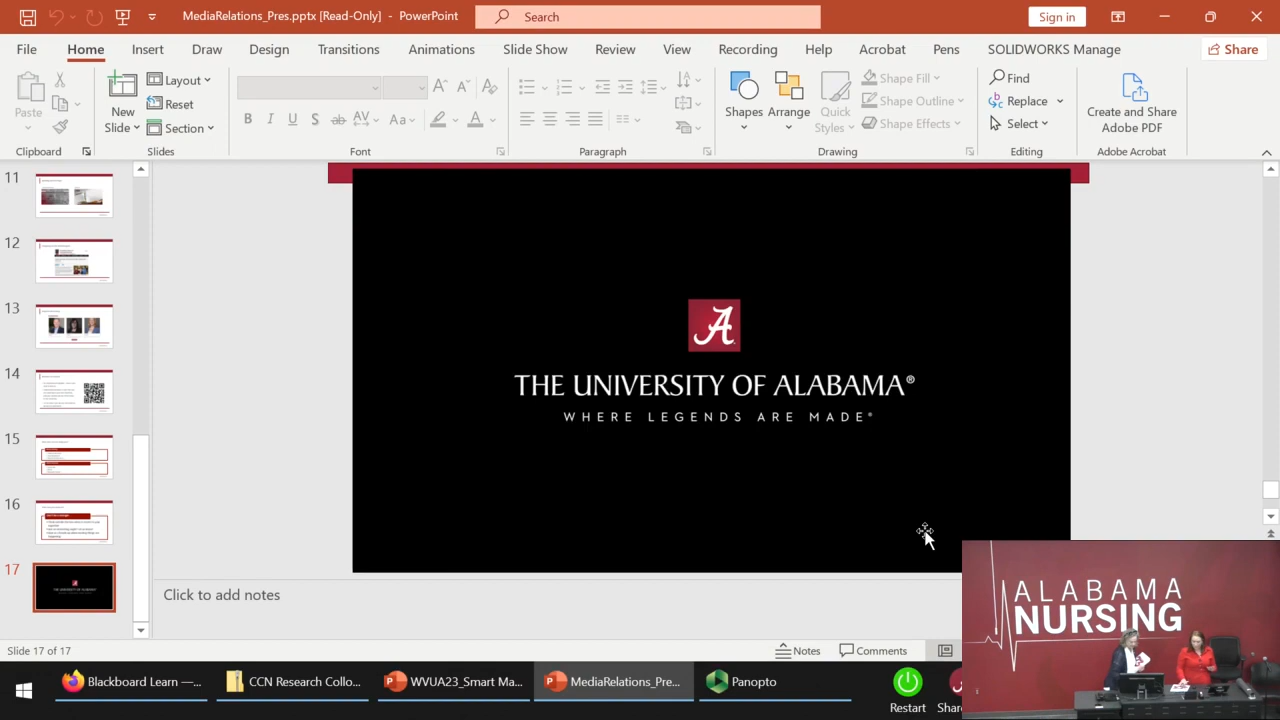 MediaRelations_Pres.pptx [Read-Only] - PowerPoint
Search
Sign in
File Home Insert Draw Design Transitions Animations Slide Show Review View Recording Help Acrobat Pens SOLIDWORKS Manage
Share
Paste
New
Slide
Layout
Reset
Section
Aa
Shapes
Arrange
Quick
Styles
Shape Fill
Shape Outline
Shape Effects
Find
Replace
Select
Create and Share
Adobe PDF
Clipboard Slides Font Paragraph Drawing Editing Adobe Acrobat
11
12
13
14
15
16
17
A
THE UNIVERSITY OF ALABAMA®
WHERE LEGENDS ARE MADE®
Click to add notes
ALABAMA
NURSING
Slide 17 of 17
Notes
Comments
Blackboard Learn —...
CCN Research Collo...
WVUA23_Smart Ma...
MediaRelations_Pre...
Panopto
Restart
Shar